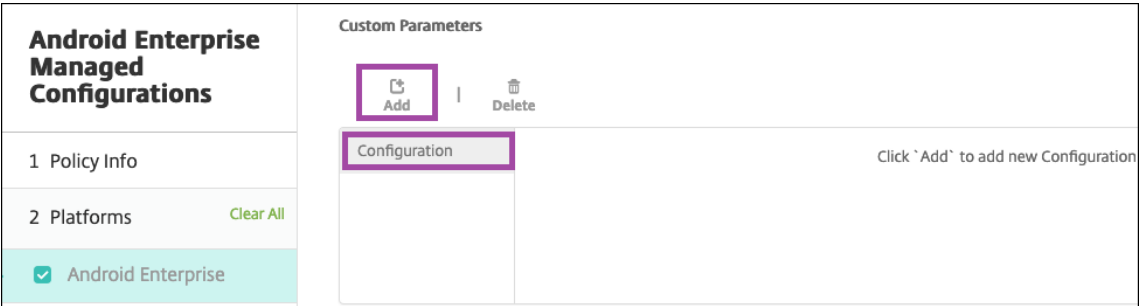 Android Enterprise
Managed
Configurations
1 Policy Info
2 Platforms
Clear All
Android Enterprise
Custom Parameters
Add
Delete
Configuration
Click `Add` to add new Configuration